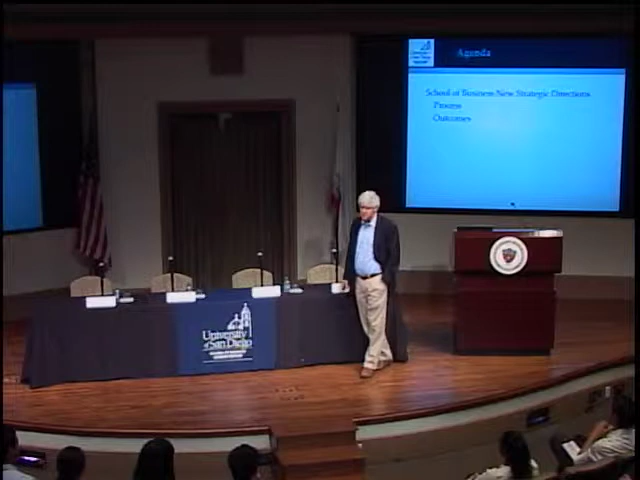 Agenda
School of Business New Strategic Directions
Process
Outcomes
University
of San Diego